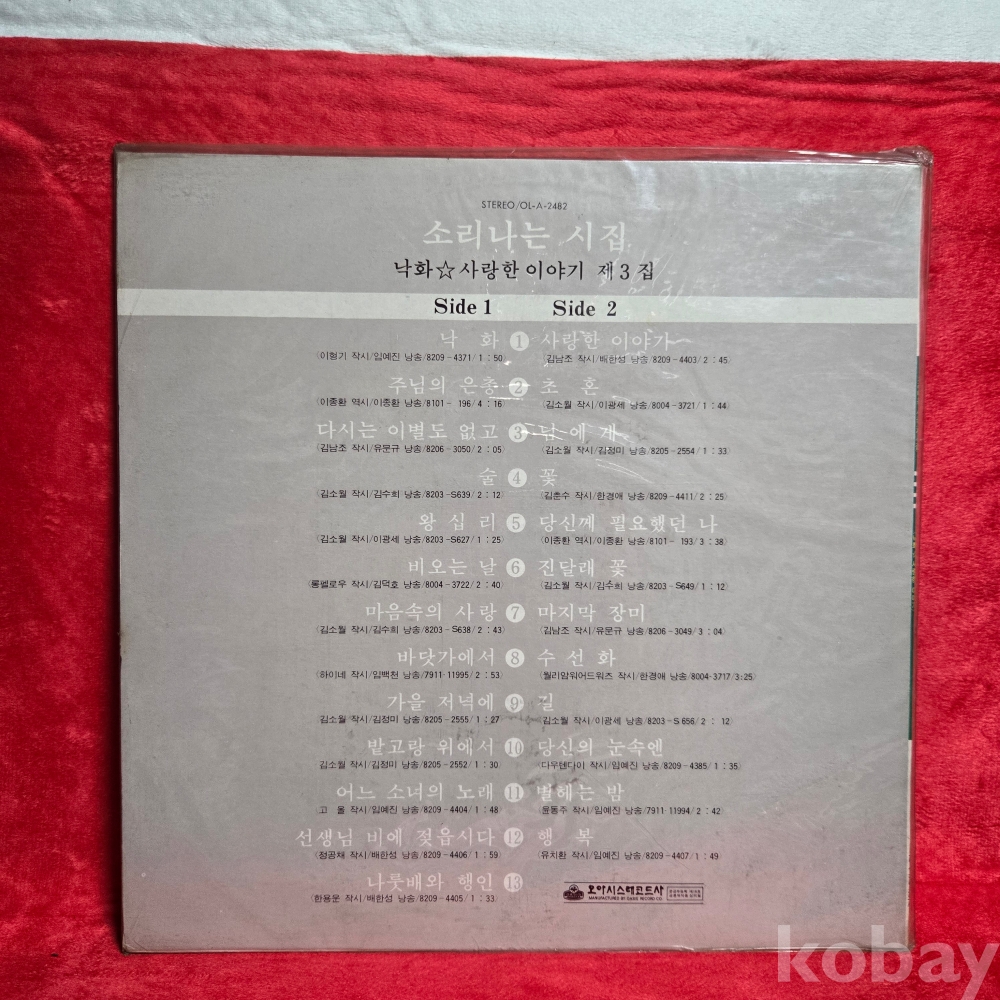 STEREO/OL-A-2482
소리나는 시집
낙화☆사랑한 이야기 제3집
Side 1 Side 2
낙 화 1 사랑한 이야기
(이형기 작시/임예진 낭송/8209-4371/1:50) (김남조 작시/배한성 낭송/8209-4403/2:45)
주님의 은총 2 초 혼
(이종환 역시/이종환 낭송/8101-196/4:16) (김소월 작시/이광세 낭송/8004-3721/1:44)
다시는 이별도 없고 3 님에게
(김남조 작시/유문규 낭송/8206-3050/2:05) (김소월 작시/김정미 낭송/8205-2554/1:33)
술 4 꽃
(김소월 작시/김수희 낭송/8203-S639/2:12) (김춘수 작시/한경애 낭송/8209-4411/2:25)
왕 십 리 5 당신께 필요했던 나
(김소월 작시/이광세 낭송/8203-S627/1:25) (이종환 역시/이종환 낭송/8101-193/3:38)
비오는 날 6 진달래 꽃
(롱펠로우 작시/김덕호 낭송/8004-3722/2:40) (김소월 작시/김수희 낭송/8203-S649/1:12)
마음속의 사랑 7 마지막 장미
(김소월 작시/김수희 낭송/8203-S638/2:43) (김남조 작시/유문규 낭송/8206-3049/3:04)
바닷가에서 8 수 선 화
(하이네 작시/임백천 낭송/7911-11995/2:53) (월리암워어드워즈 작시/한경애 낭송/8004-3717/3:25)
가을 저녁에 9 길
(김소월 작시/김정미 낭송/8205-2555/1:27) (김소월 작시/이광세 낭송/8203-S656/2:12)
밭고랑 위에서 10 당신의 눈속엔
(김소월 작시/김정미 낭송/8205-2552/1:30) (다우텐다이 작시/임예진 낭송/8209-4385/1:35)
어느 소녀의 노래 11 별헤는 밤
(고 을 작시/임예진 낭송/8209-4404/1:48) (윤동주 작시/임예진 낭송/7911-11994/2:42)
선생님 비에 젖읍시다 12 행 복
(정공채 작시/배한성 낭송/8209-4406/1:59) (유치환 작시/임예진 낭송/8209-4407/1:49)
나룻배와 행인 13
(한용운 작시/배한성 낭송/8209-4405/1:33)
오아시스레코드사
MANUFACTURED BY OASIS RECORD CO.
kobay